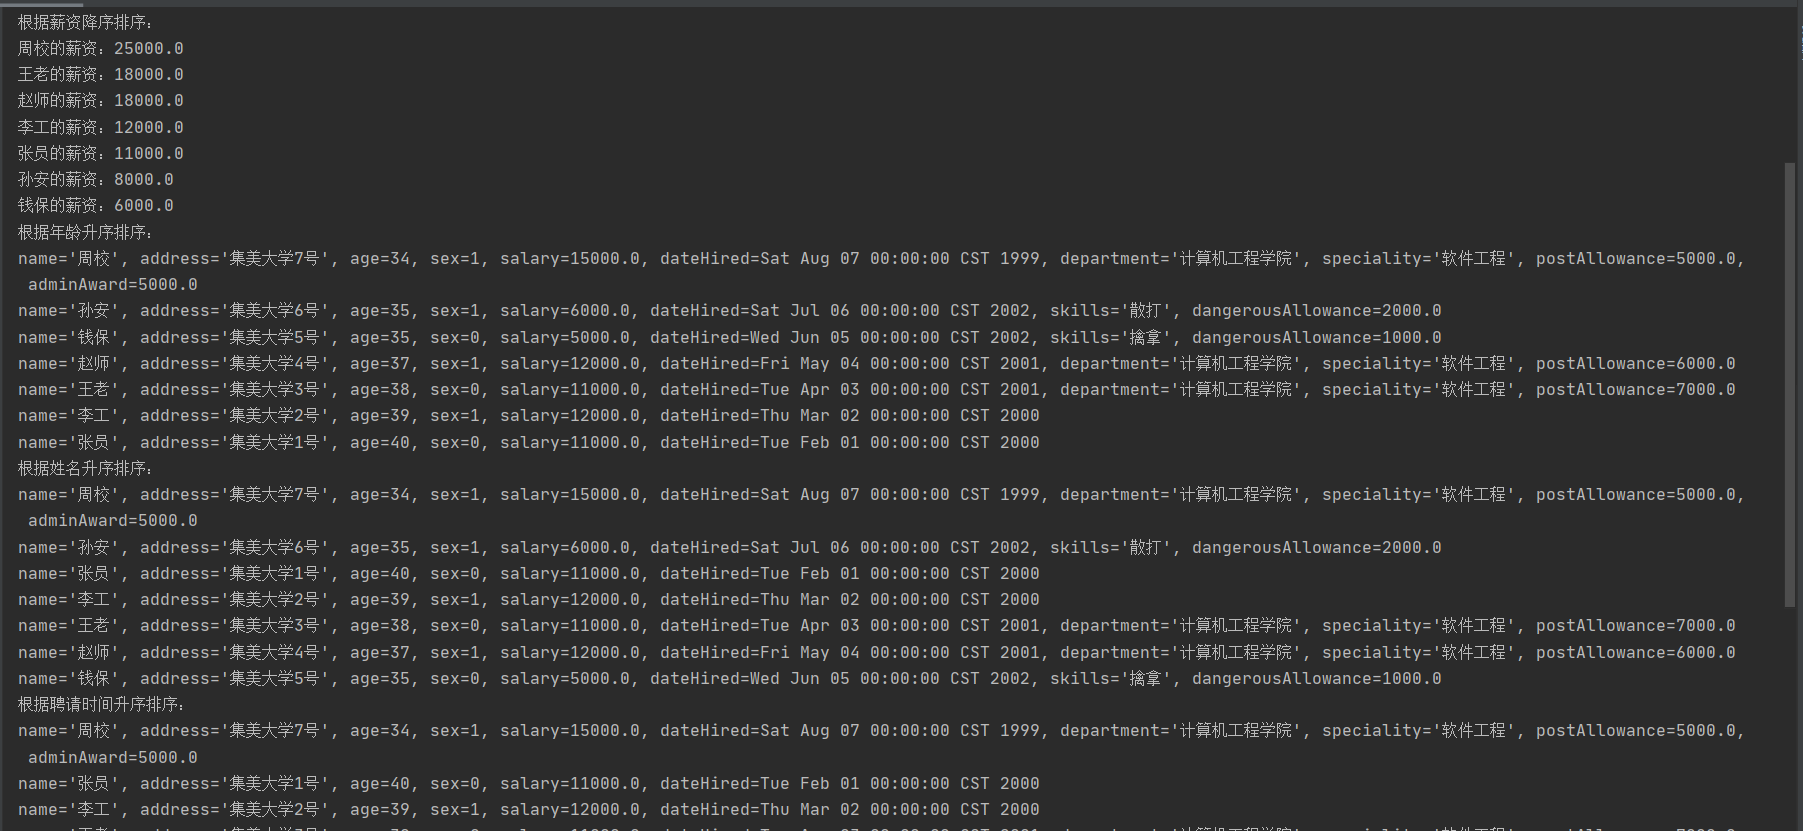 根据薪资降序排序：
周校的薪资：25000.0
王老的薪资：18000.0
赵师的薪资：18000.0
李工的薪资：12000.0
张员的薪资：11000.0
孙安的薪资：8000.0
钱保的薪资：6000.0
根据年龄升序排序：
name='周校', address='集美大学7号', age=34, sex=1, salary=15000.0, dateHired=Sat Aug 07 00:00:00 CST 1999, department='计算机工程学院', speciality='软件工程', postAllowance=5000.0,
adminAward=5000.0
name='孙安', address='集美大学6号', age=35, sex=1, salary=6000.0, dateHired=Sat Jul 06 00:00:00 CST 2002, skills='散打', dangerousAllowance=2000.0
name='钱保', address='集美大学5号', age=35, sex=0, salary=5000.0, dateHired=Wed Jun 05 00:00:00 CST 2002, skills='擒拿', dangerousAllowance=1000.0
name='赵师', address='集美大学4号', age=37, sex=1, salary=12000.0, dateHired=Fri May 04 00:00:00 CST 2001, department='计算机工程学院', speciality='软件工程', postAllowance=6000.0
name='王老', address='集美大学3号', age=38, sex=0, salary=11000.0, dateHired=Tue Apr 03 00:00:00 CST 2001, department='计算机工程学院', speciality='软件工程', postAllowance=7000.0
name='李工', address='集美大学2号', age=39, sex=1, salary=12000.0, dateHired=Thu Mar 02 00:00:00 CST 2000
name='张员', address='集美大学1号', age=40, sex=0, salary=11000.0, dateHired=Tue Feb 01 00:00:00 CST 2000
根据姓名升序排序：
name='周校', address='集美大学7号', age=34, sex=1, salary=15000.0, dateHired=Sat Aug 07 00:00:00 CST 1999, department='计算机工程学院', speciality='软件工程', postAllowance=5000.0,
adminAward=5000.0
name='孙安', address='集美大学6号', age=35, sex=1, salary=6000.0, dateHired=Sat Jul 06 00:00:00 CST 2002, skills='散打', dangerousAllowance=2000.0
name='张员', address='集美大学1号', age=40, sex=0, salary=11000.0, dateHired=Tue Feb 01 00:00:00 CST 2000
name='李工', address='集美大学2号', age=39, sex=1, salary=12000.0, dateHired=Thu Mar 02 00:00:00 CST 2000
name='王老', address='集美大学3号', age=38, sex=0, salary=11000.0, dateHired=Tue Apr 03 00:00:00 CST 2001, department='计算机工程学院', speciality='软件工程', postAllowance=7000.0
name='赵师', address='集美大学4号', age=37, sex=1, salary=12000.0, dateHired=Fri May 04 00:00:00 CST 2001, department='计算机工程学院', speciality='软件工程', postAllowance=6000.0
name='钱保', address='集美大学5号', age=35, sex=0, salary=5000.0, dateHired=Wed Jun 05 00:00:00 CST 2002, skills='擒拿', dangerousAllowance=1000.0
根据聘请时间升序排序：
name='周校', address='集美大学7号', age=34, sex=1, salary=15000.0, dateHired=Sat Aug 07 00:00:00 CST 1999, department='计算机工程学院', speciality='软件工程', postAllowance=5000.0,
adminAward=5000.0
name='张员', address='集美大学1号', age=40, sex=0, salary=11000.0, dateHired=Tue Feb 01 00:00:00 CST 2000
name='李工', address='集美大学2号', age=39, sex=1, salary=12000.0, dateHired=Thu Mar 02 00:00:00 CST 2000